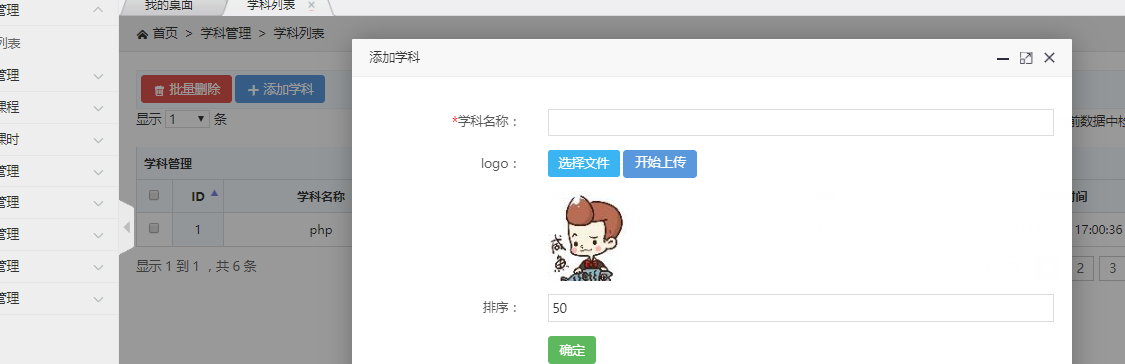 管理
我的桌面
学科列表
列表
首页 > 学科管理 > 学科列表
添加学科
管理
批量删除
添加学科
课程
显示 1 条
*学科名称：
前数据中检
课时
学科管理
logo：
选择文件
开始上传
管理
ID
学科名称
时间
管理
1
php
17:00:36
管理
咸鱼
显示 1 到 1 ，共 6 条
2
3
管理
管理
排序：
50
确定